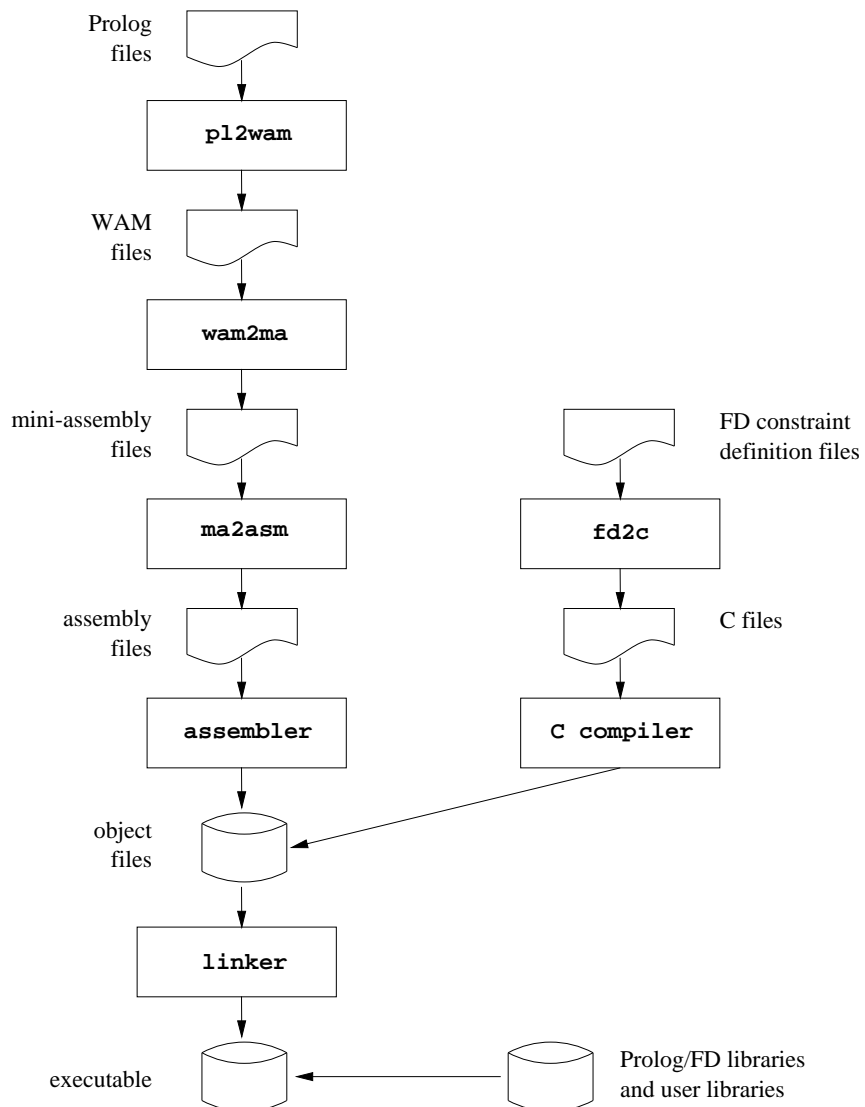 Prolog
files
pl2wam
WAM
files
wam2ma
mini-assembly
files
FD constraint
definition files
ma2asm
fd2c
assembly
files
C files
assembler
C compiler
object
files
linker
executable
Prolog/FD libraries
and user libraries